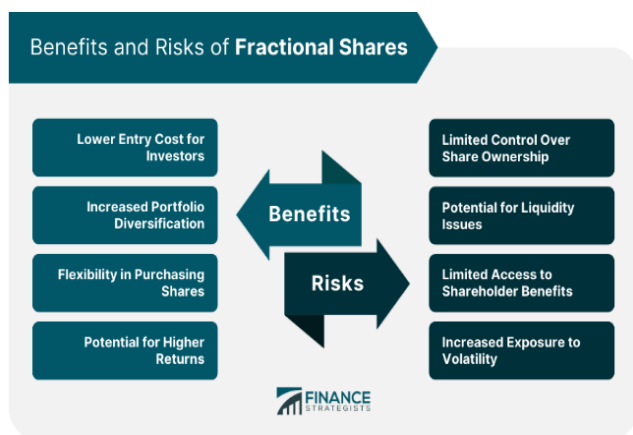 Benefits and Risks of Fractional Shares
Lower Entry Cost for
Investors
Increased Portfolio
Diversification
Flexibility in Purchasing
Shares
Potential for Higher
Returns
Benefits
Risks
Limited Control Over
Share Ownership
Potential for Liquidity
Issues
Limited Access to
Shareholder Benefits
Increased Exposure to
Volatility
FINANCE
STRATEGISTS